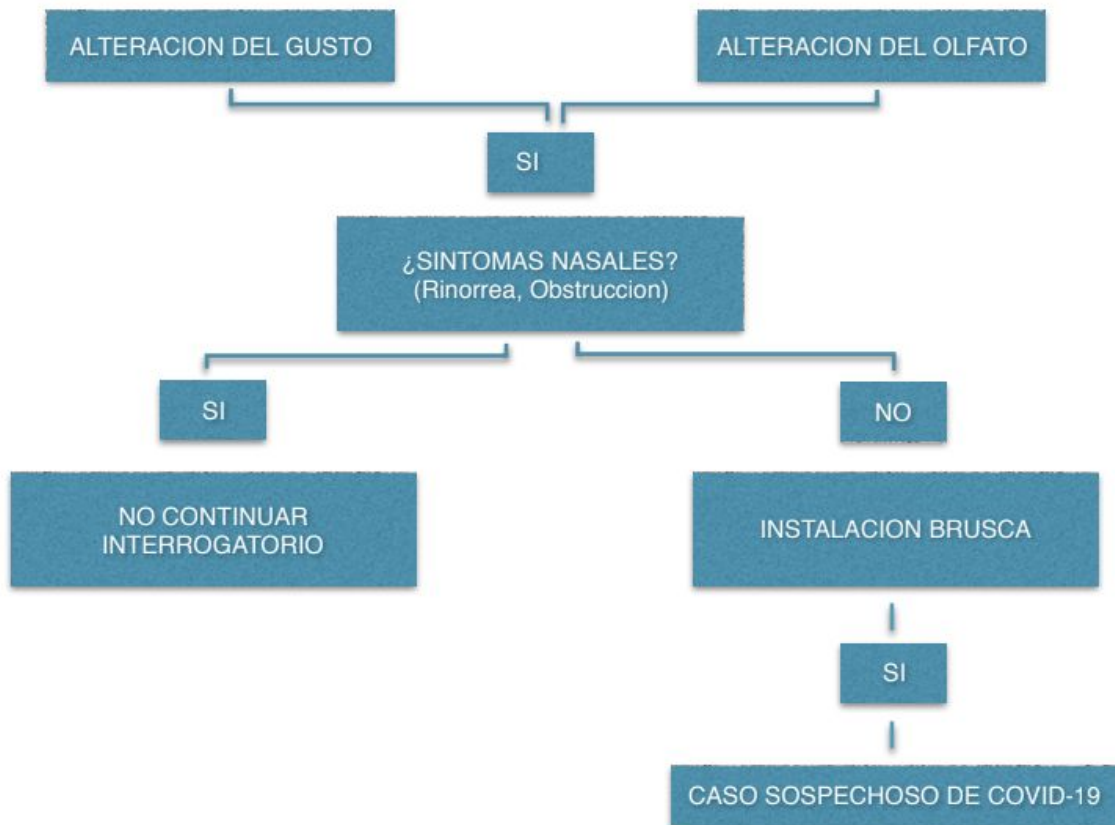 ALTERACION DEL GUSTO
ALTERACION DEL OLFATO
SI
¿SINTOMAS NASALES?
(Rinorrea, Obstruccion)
SI
NO
NO CONTINUAR
INTERROGATORIO
INSTALACION BRUSCA
SI
CASO SOSPECHOSO DE COVID-19